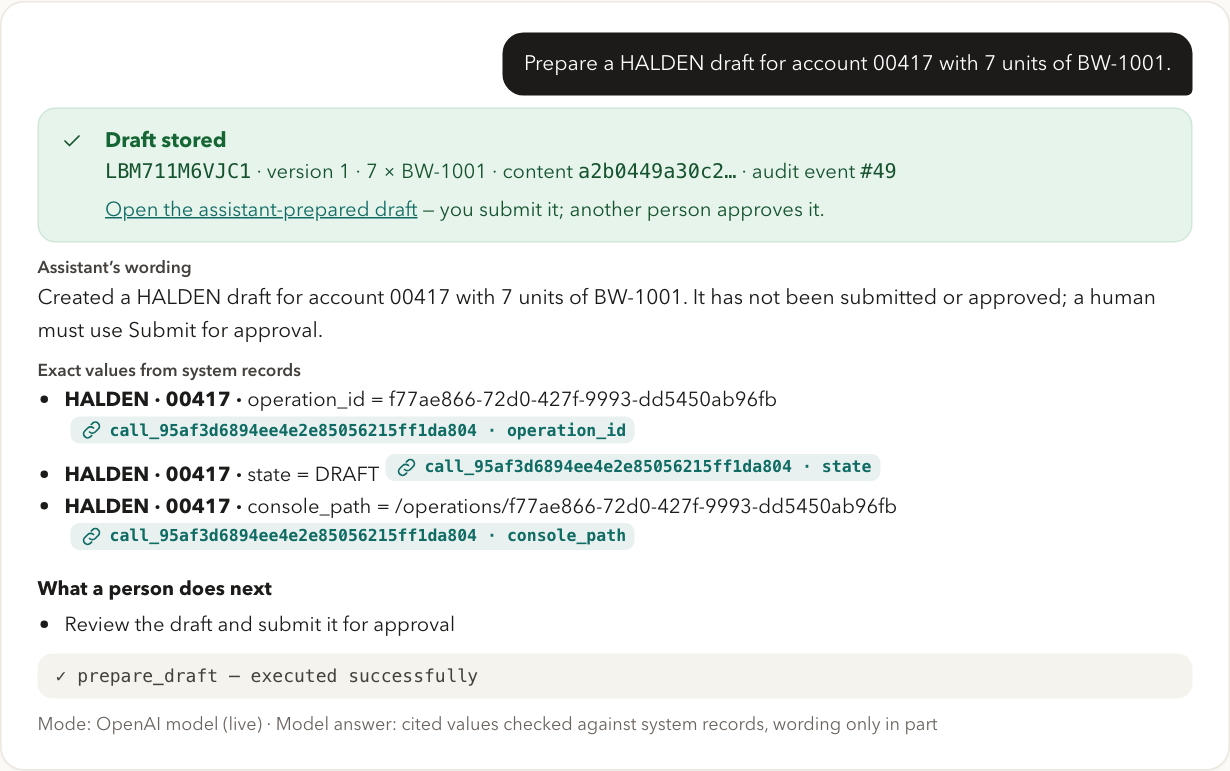 Prepare a HALDEN draft for account 00417 with 7 units of BW-1001.
✓ Draft stored
LBM711M6VJC1 · version 1 · 7 × BW-1001 · content a2b0449a30c2… · audit event #49
Open the assistant-prepared draft – you submit it; another person approves it.
Assistant’s wording
Created a HALDEN draft for account 00417 with 7 units of BW-1001. It has not been submitted or approved; a human
must use Submit for approval.
Exact values from system records
• HALDEN · 00417 · operation_id = f77ae866-72d0-427f-9993-dd5450ab96fb
call_95af3d6894ee4e2e85056215ff1da804 · operation_id
• HALDEN · 00417 · state = DRAFT call_95af3d6894ee4e2e85056215ff1da804 · state
• HALDEN · 00417 · console_path = /operations/f77ae866-72d0-427f-9993-dd5450ab96fb
call_95af3d6894ee4e2e85056215ff1da804 · console_path
What a person does next
• Review the draft and submit it for approval
✓ prepare_draft — executed successfully
Mode: OpenAI model (live) · Model answer: cited values checked against system records, wording only in part